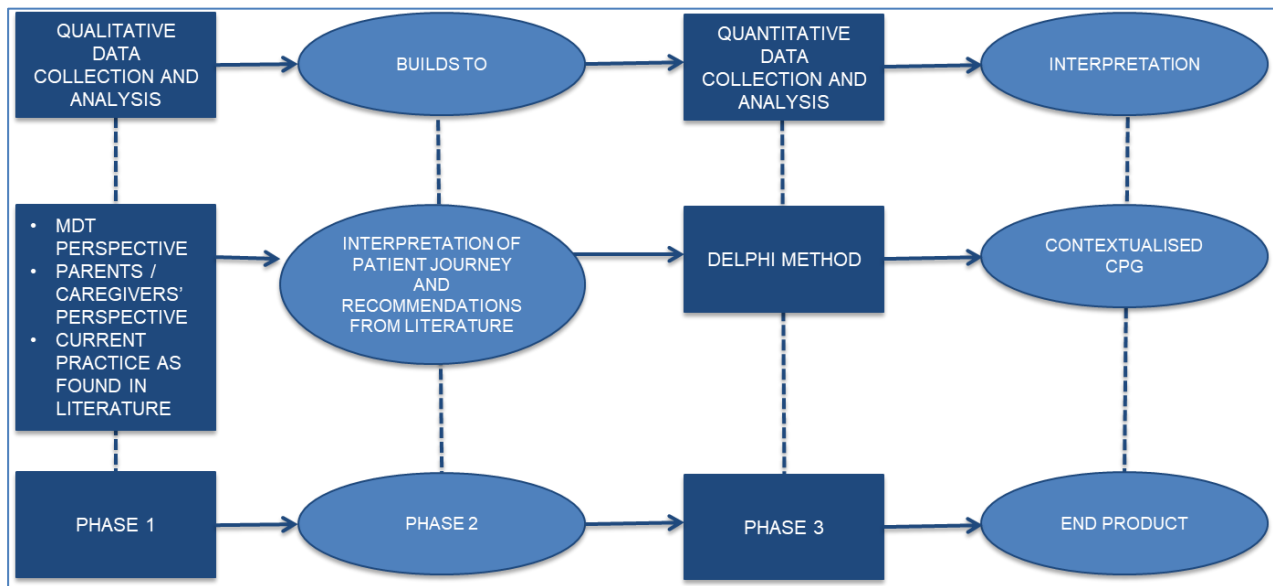 QUALITATIVE
DATA
COLLECTION AND
ANALYSIS
BUILDS TO
QUANTITATIVE
DATA
COLLECTION AND
ANALYSIS
INTERPRETATION
• MDT
PERSPECTIVE
• PARENTS /
CAREGIVERS’
PERSPECTIVE
• CURRENT
PRACTICE AS
FOUND IN
LITERATURE
INTERPRETATION OF
PATIENT JOURNEY
AND
RECOMMENDATIONS
FROM LITERATURE
DELPHI METHOD
CONTEXTUALISED
CPG
PHASE 1
PHASE 2
PHASE 3
END PRODUCT